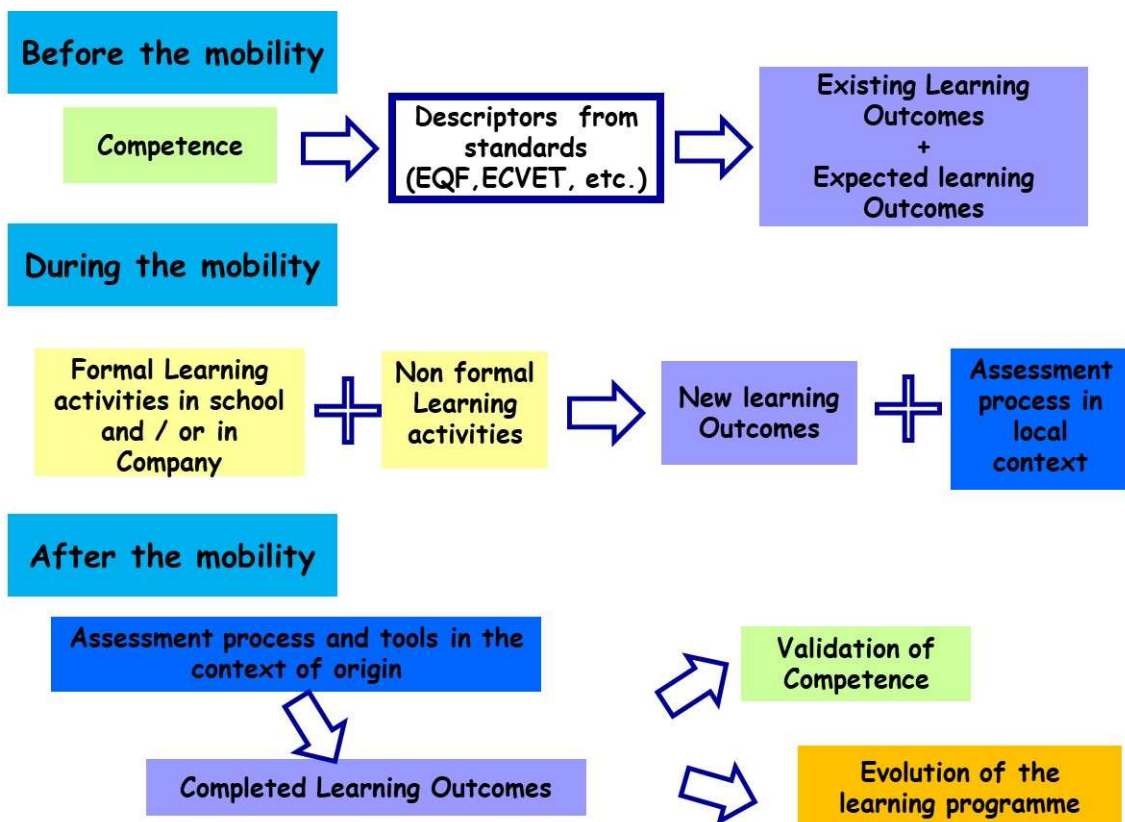 Before the mobility
Competence
Descriptors from
standards
(EQF,ECVET, etc.)
Existing Learning
Outcomes
+
Expected learning
Outcomes
During the mobility
Formal Learning
activities in school
and / or in
Company
Non formal
Learning
activities
New learning
Outcomes
Assessment
process in
local
context
After the mobility
Assessment process and tools in the
context of origin
Completed Learning Outcomes
Validation of
Competence
Evolution of the
learning programme